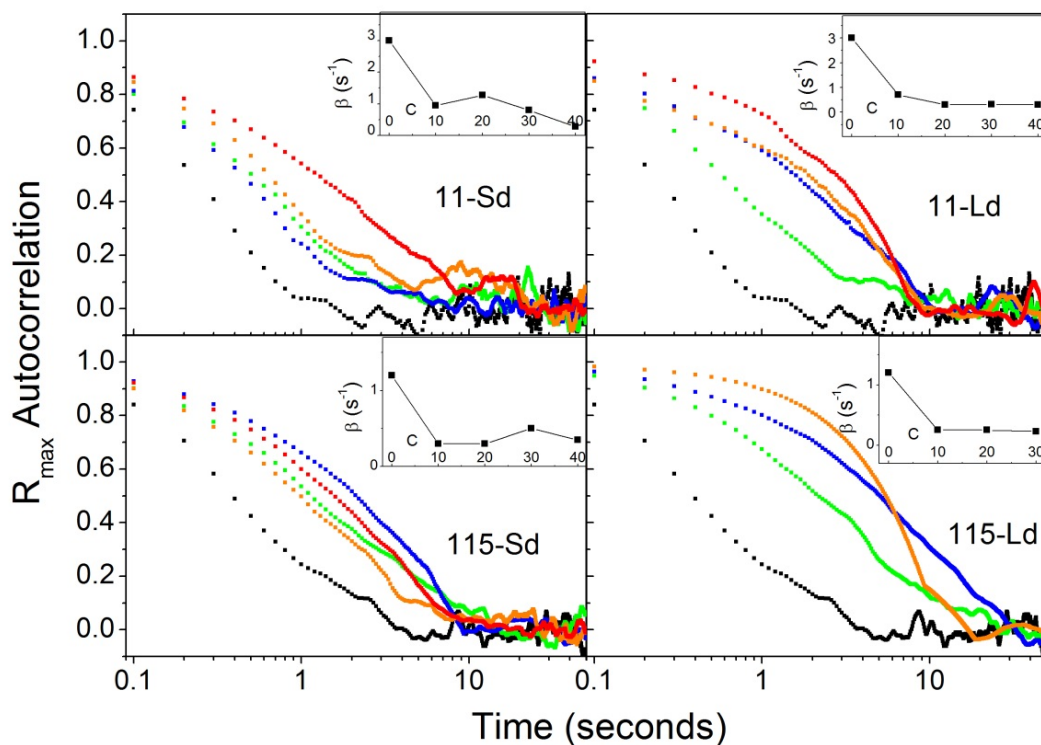 R_max Autocorrelation
1.0
0.8
0.6
0.4
0.2
0.0
11-Sd
β (s⁻¹)
3
2
1
0
C
0 10 20 30 40
11-Ld
β (s⁻¹)
3
2
1
0
C
0 10 20 30 40
1.0
0.8
0.6
0.4
0.2
0.0
115-Sd
β (s⁻¹)
1
0
C
0 10 20 30 40
115-Ld
β (s⁻¹)
1
0
C
0 10 20 30
0.1 1 10 0.1 1 10
Time (seconds)